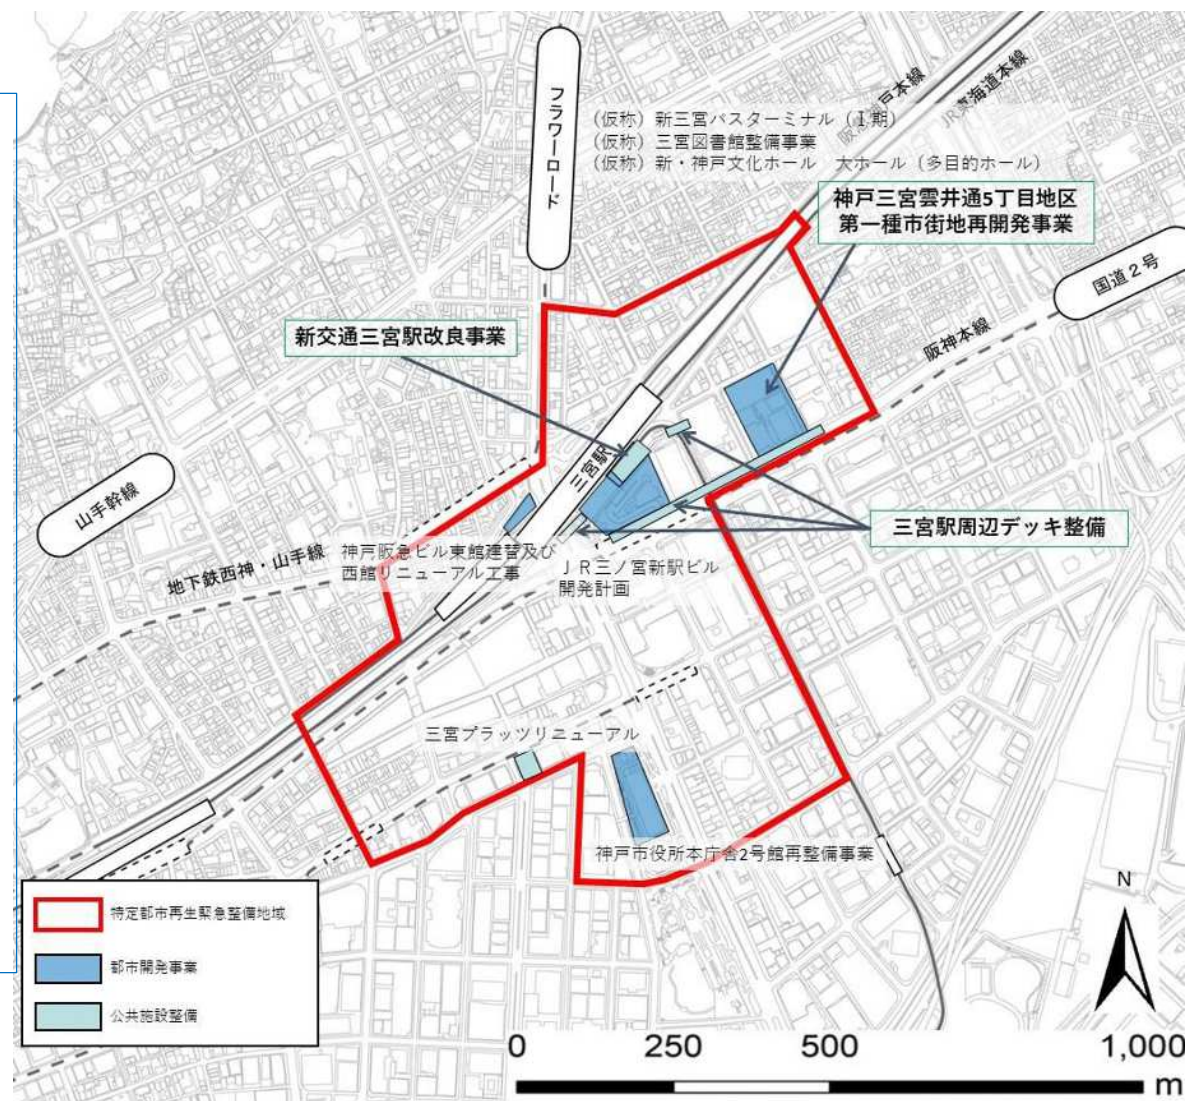 フラワーロード
阪急神戸本線
JR東海道本線
（仮称）新三宮バスターミナル（Ⅰ期）
（仮称）三宮図書館整備事業
（仮称）新・神戸文化ホール　大ホール（多目的ホール）
神戸三宮雲井通5丁目地区
第一種市街地再開発事業
国道２号
新交通三宮駅改良事業
阪神本線
三宮駅
山手幹線
三宮駅周辺デッキ整備
地下鉄西神・山手線
神戸阪急ビル東館建替及び
西館リニューアル工事
ＪＲ三ノ宮新駅ビル
開発計画
三宮プラッツリニューアル
神戸市役所本庁舎2号館再整備事業
特定都市再生緊急整備地域
都市開発事業
公共施設整備
N
0 250 500 1,000
m